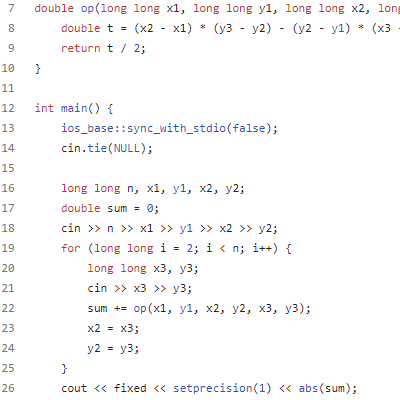 7 double op(long long x1, long long y1, long long x2, long
8 double t = (x2 - x1) * (y3 - y2) - (y2 - y1) * (x3 -
9 return t / 2;
10 }
11
12 int main() {
13 ios_base::sync_with_stdio(false);
14 cin.tie(NULL);
15
16 long long n, x1, y1, x2, y2;
17 double sum = 0;
18 cin >> n >> x1 >> y1 >> x2 >> y2;
19 for (long long i = 2; i < n; i++) {
20 long long x3, y3;
21 cin >> x3 >> y3;
22 sum += op(x1, y1, x2, y2, x3, y3);
23 x2 = x3;
24 y2 = y3;
25 }
26 cout << fixed << setprecision(1) << abs(sum);